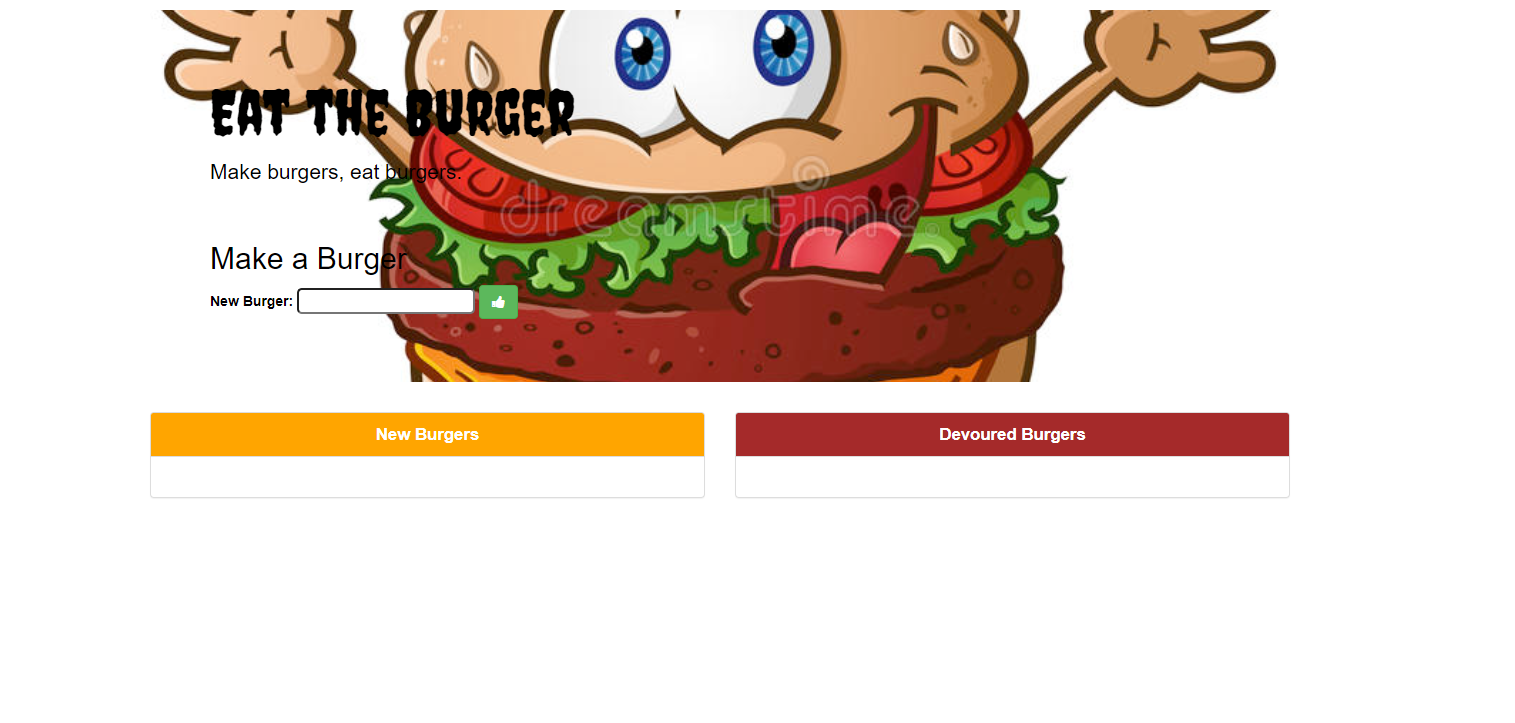 EAT THE BURGER
Make burgers, eat burgers.
dreamstime.
Make a Burger
New Burger:
New Burgers
Devoured Burgers